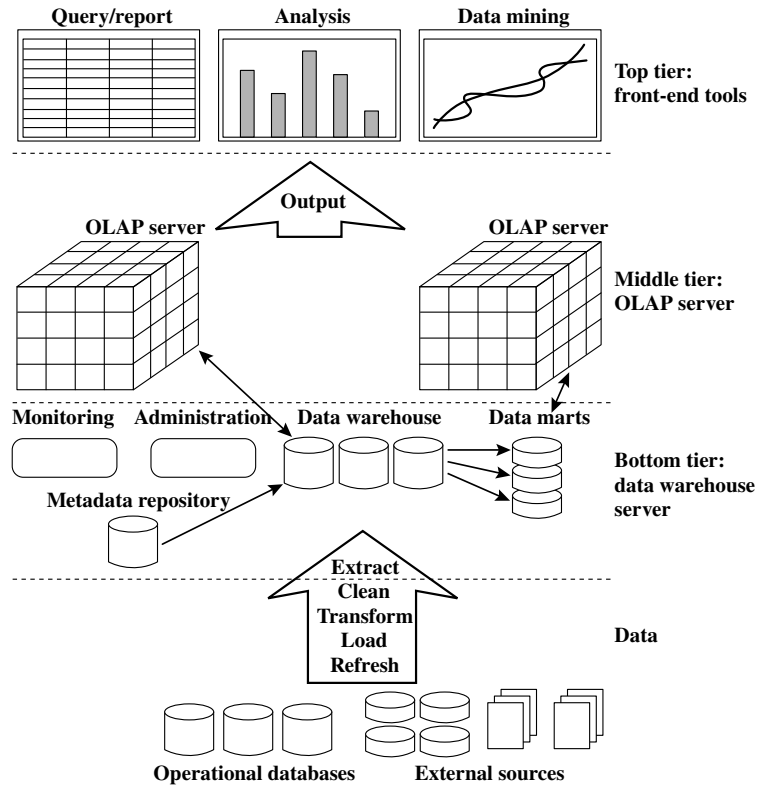 Query/report
Analysis
Data mining
Top tier:
front-end tools
Output
OLAP server
OLAP server
Middle tier:
OLAP server
Monitoring
Administration
Data warehouse
Data marts
Bottom tier:
data warehouse
server
Metadata repository
Extract
Clean
Transform
Load
Refresh
Data
Operational databases
External sources